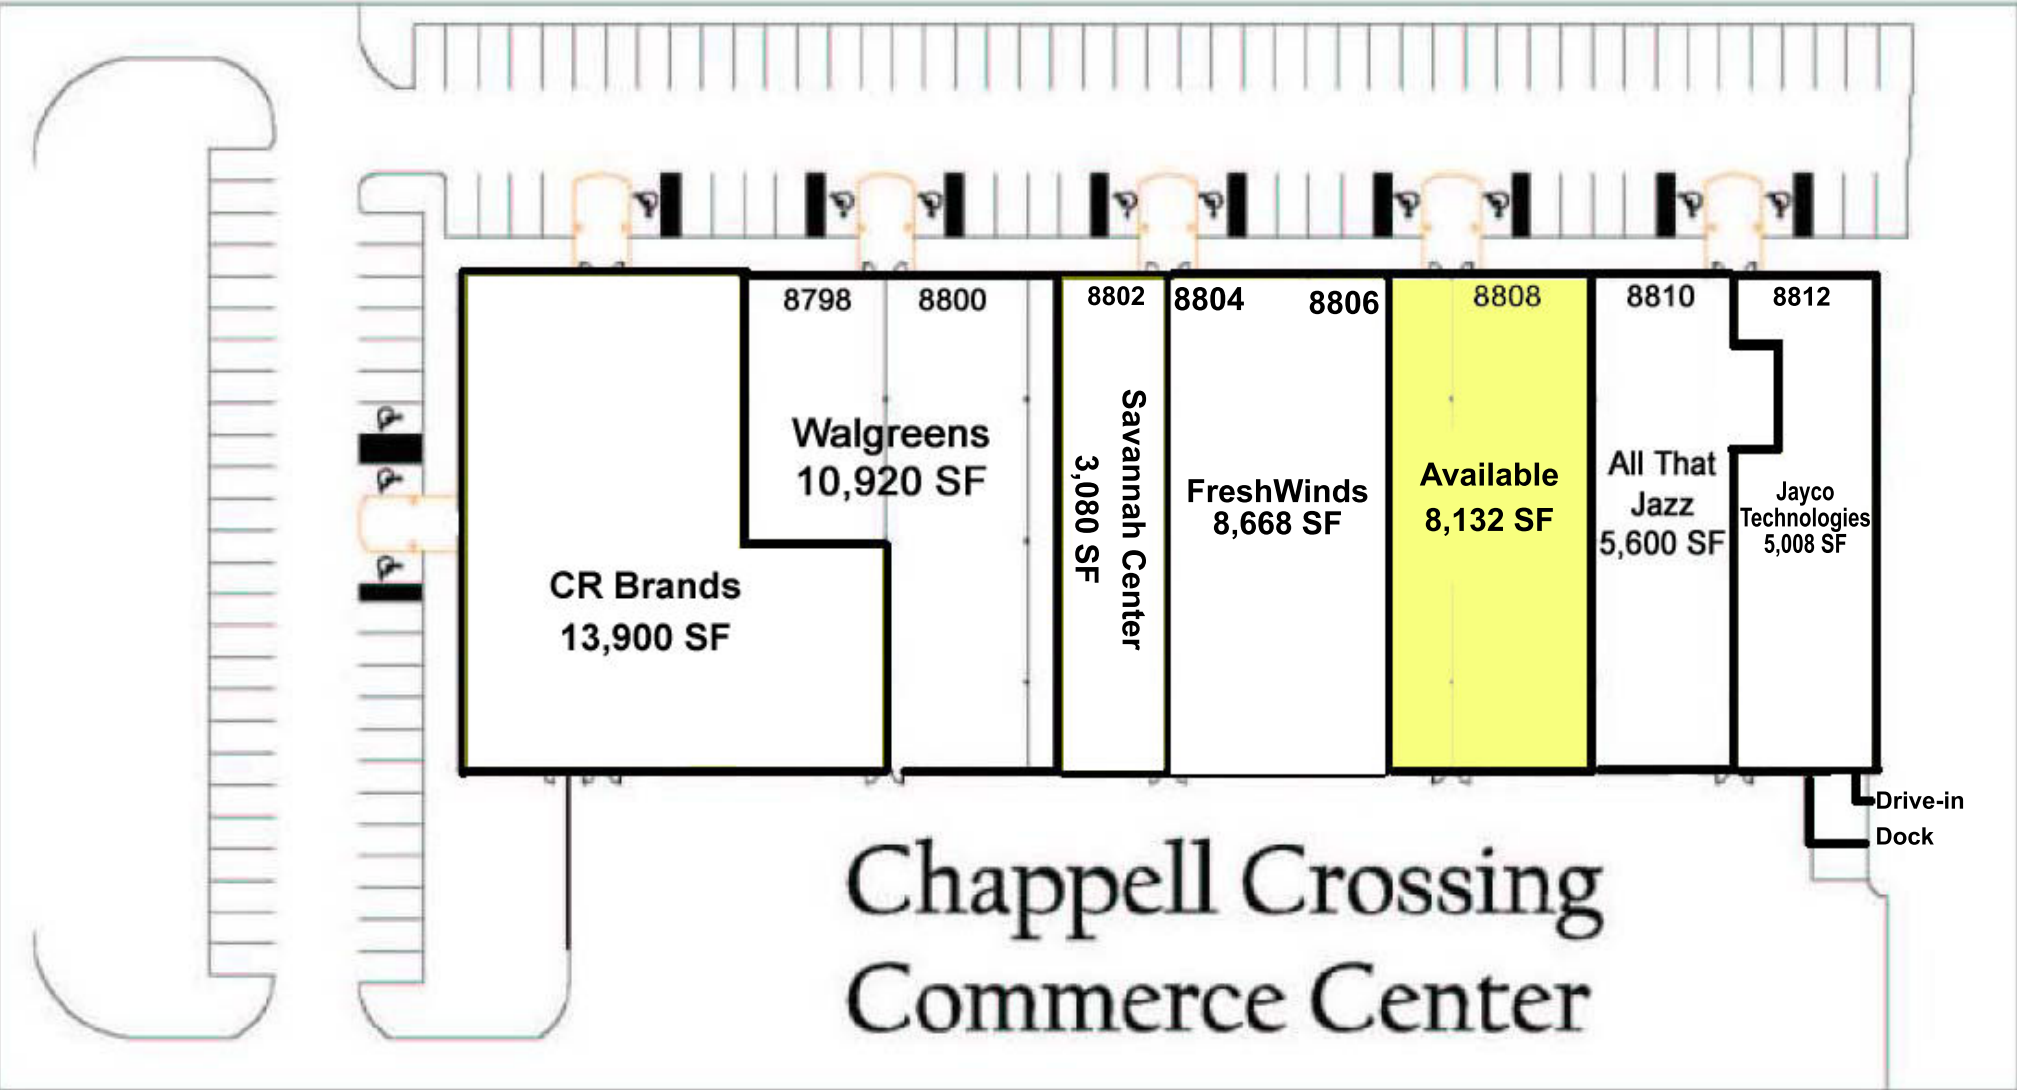 8798
8800
8802
8804
8806
8808
8810
8812
CR Brands
13,900 SF
Walgreens
10,920 SF
Savannah Center
3,080 SF
FreshWinds
8,668 SF
Available
8,132 SF
All That
Jazz
5,600 SF
Jayco
Technologies
5,008 SF
Drive-in
Dock
Chappell Crossing
Commerce Center